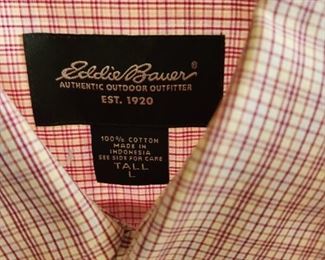 Eddie Bauer®
AUTHENTIC OUTDOOR OUTFITTER
EST. 1920
100% COTTON
MADE IN
INDONESIA
SEE SIDE FOR CARE
TALL
L